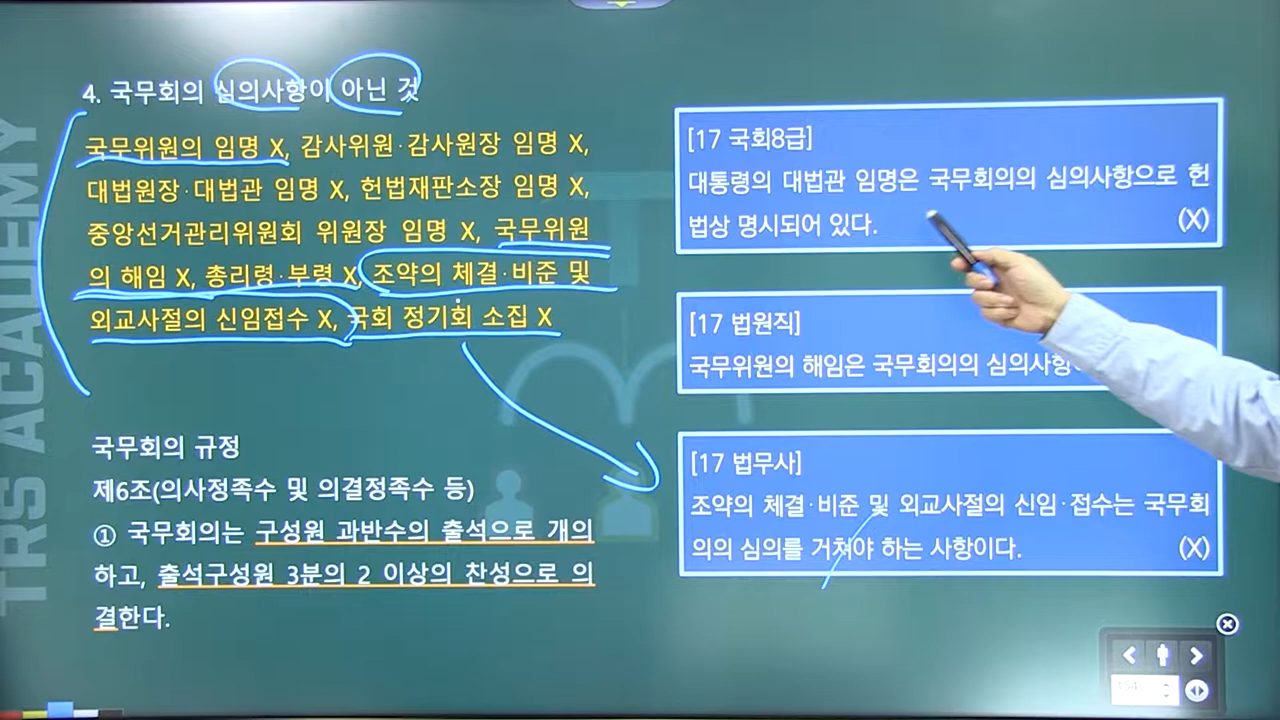 4. 국무회의 심의사항이 아닌 것
국무위원의 임명 X, 감사위원·감사원장 임명 X,
대법원장·대법관 임명 X, 헌법재판소장 임명 X,
중앙선거관리위원회 위원장 임명 X, 국무위원
의 해임 X, 총리령·부령 X, 조약의 체결·비준 및
외교사절의 신임접수 X, 국회 정기회 소집 X
국무회의 규정
제6조(의사정족수 및 의결정족수 등)
① 국무회의는 구성원 과반수의 출석으로 개의
하고, 출석구성원 3분의 2 이상의 찬성으로 의
결한다.
[17 국회8급]
대통령의 대법관 임명은 국무회의의 심의사항으로 헌
법상 명시되어 있다. (X)
[17 법원직]
국무위원의 해임은 국무회의의 심의사항
[17 법무사]
조약의 체결·비준 및 외교사절의 신임·접수는 국무회
의의 심의를 거쳐야 하는 사항이다. (X)
TRS ACADEMY